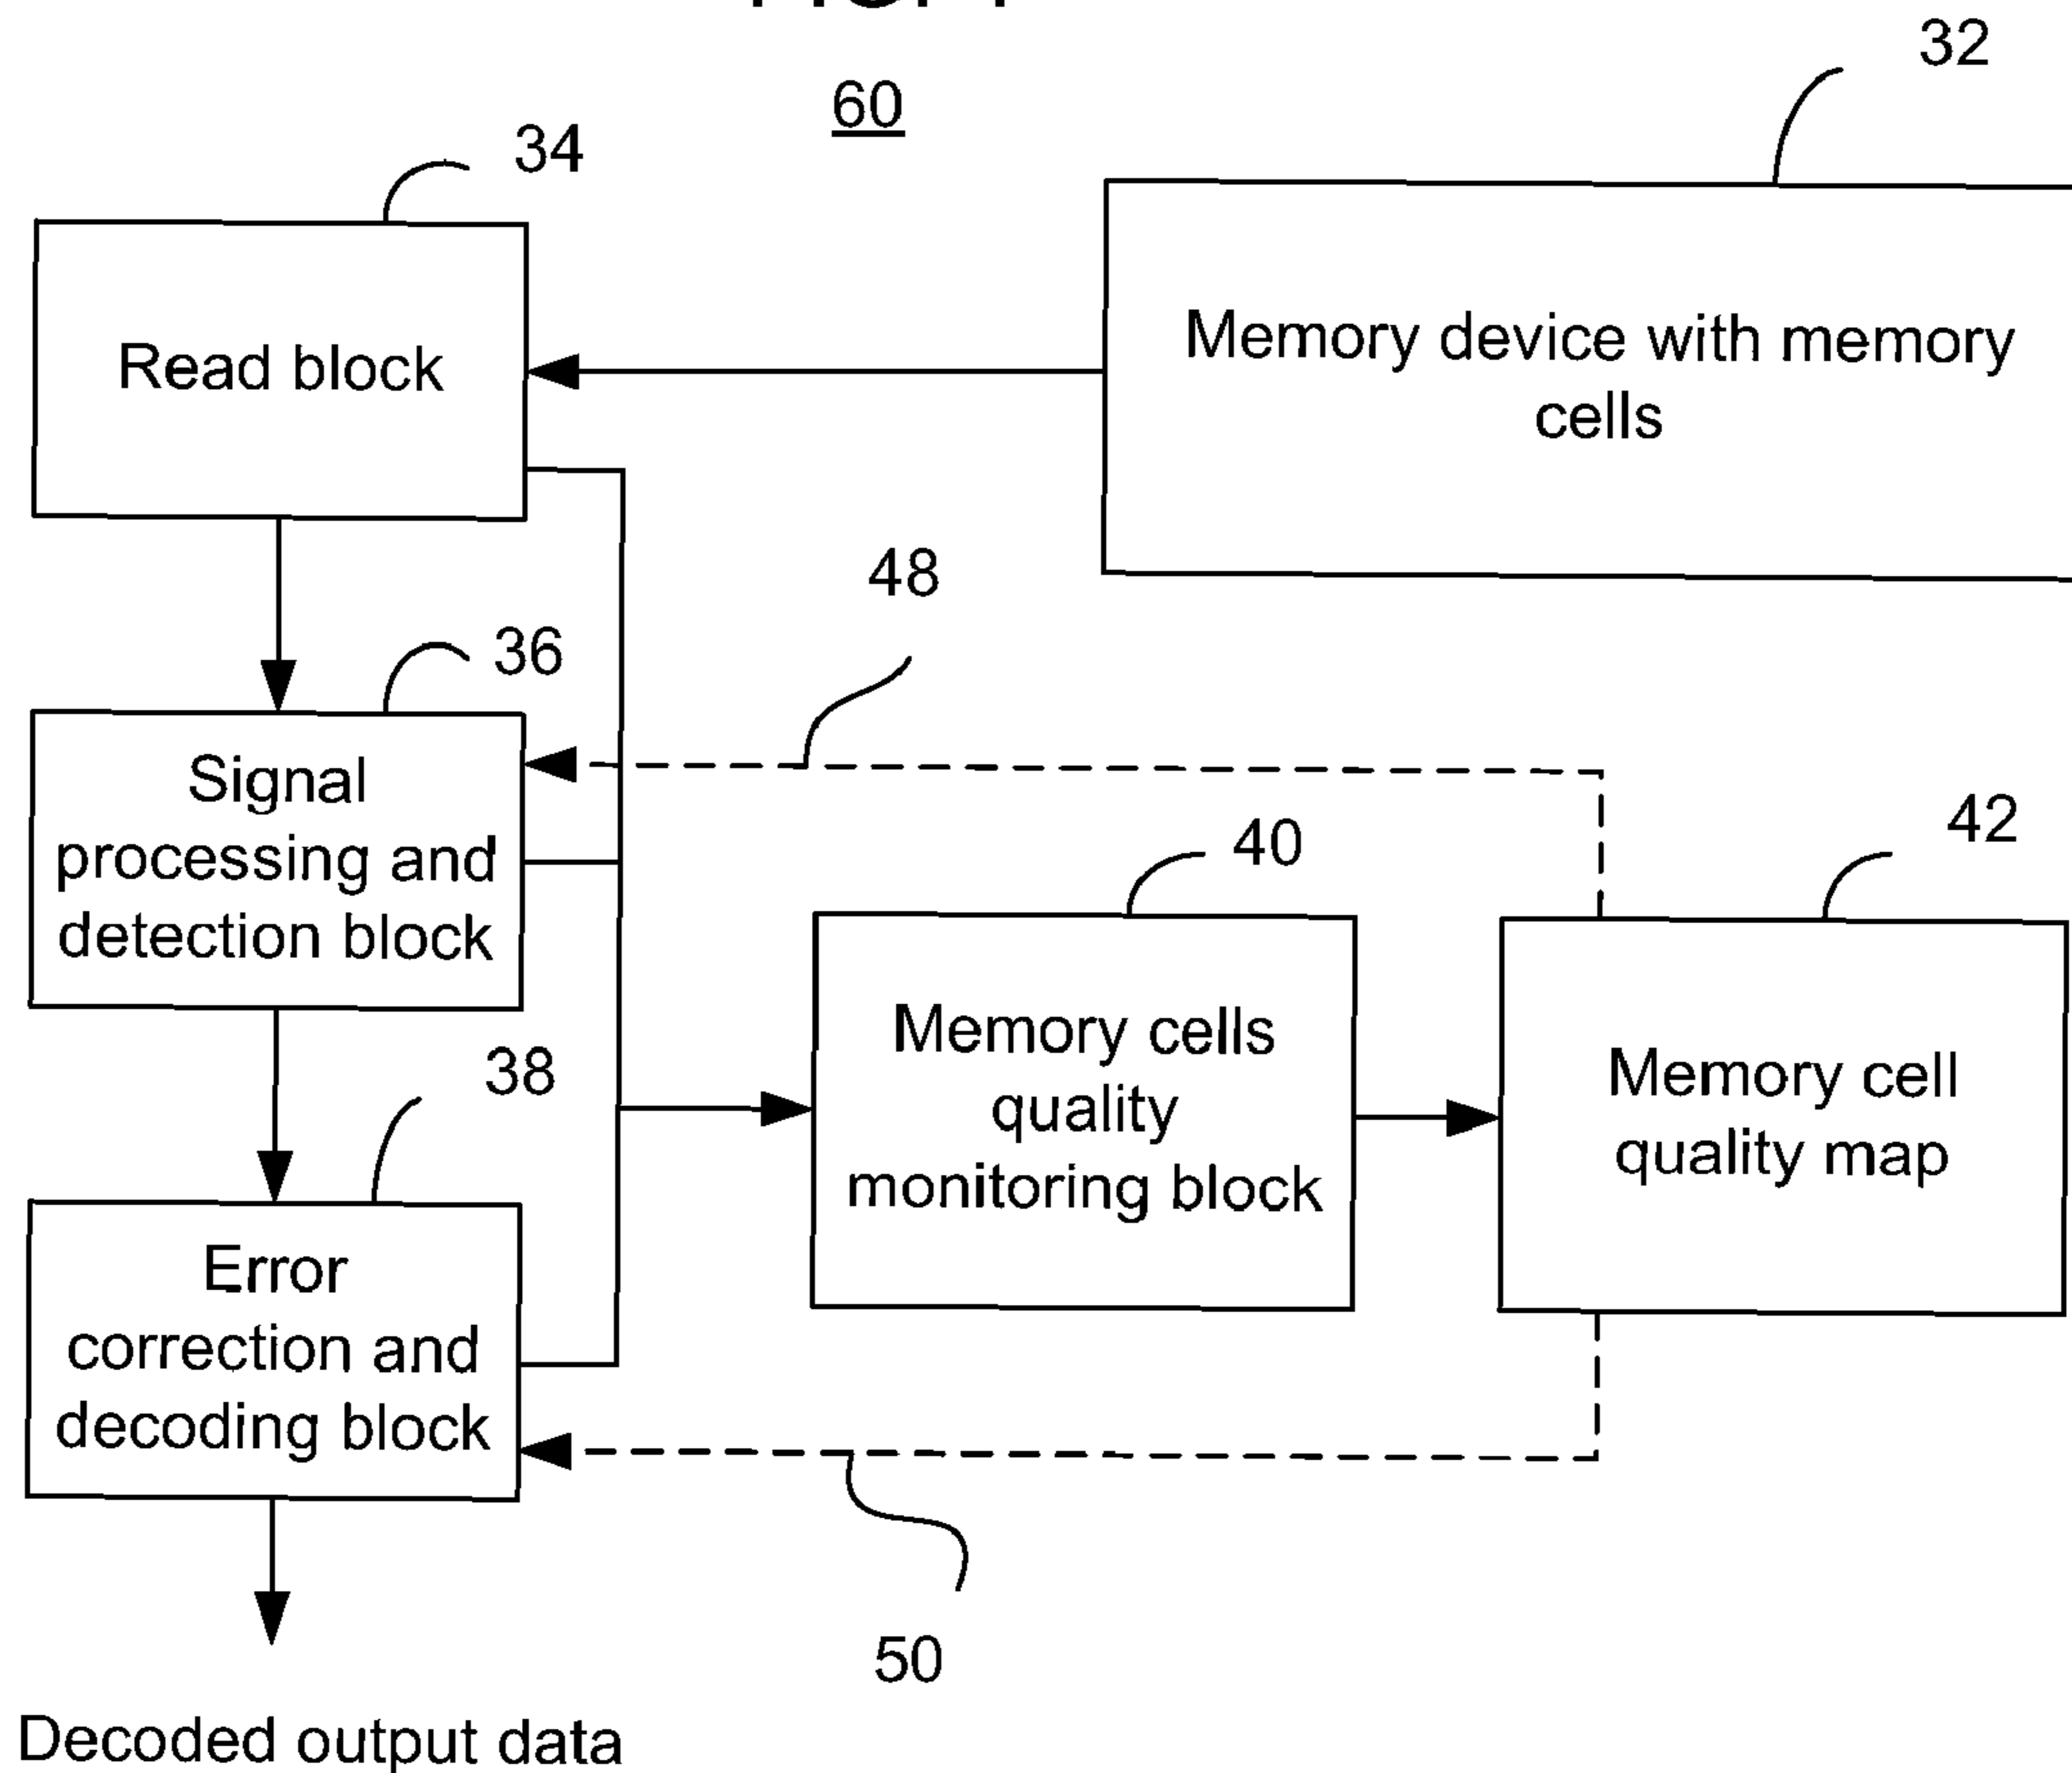 60
32
34
Read block
Memory device with memory
cells
48
36
Signal
processing and
detection block
40
42
Memory cells
quality
monitoring block
Memory cell
quality map
38
Error
correction and
decoding block
50
Decoded output data